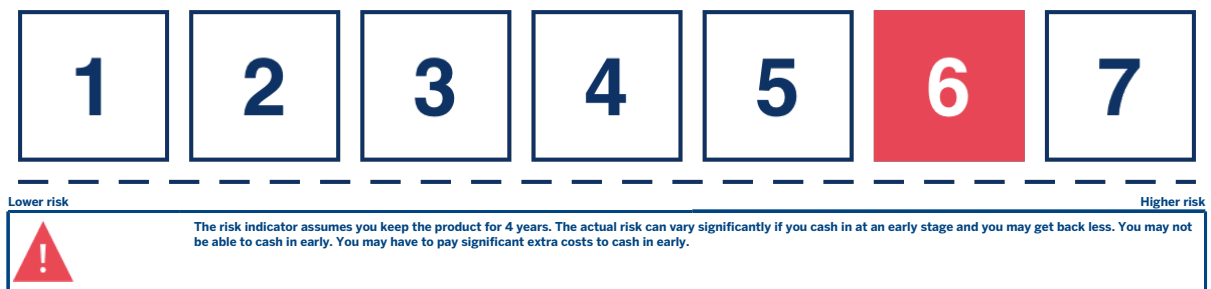 1 2 3 4 5 6 7
Lower risk Higher risk
!
The risk indicator assumes you keep the product for 4 years. The actual risk can vary significantly if you cash in at an early stage and you may get back less. You may not
be able to cash in early. You may have to pay significant extra costs to cash in early.